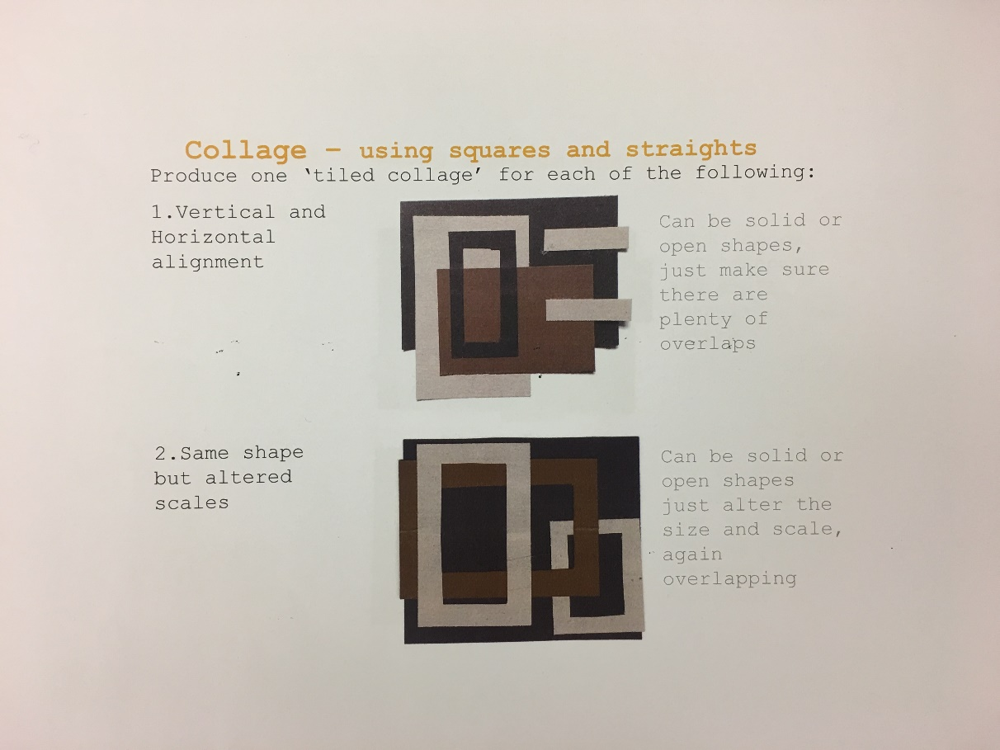 Collage – using squares and straights
Produce one ‘tiled collage’ for each of the following:
1.Vertical and
Horizontal
alignment
Can be solid or
open shapes,
just make sure
there are
plenty of
overlaps
2.Same shape
but altered
scales
Can be solid or
open shapes
just alter the
size and scale,
again
overlapping